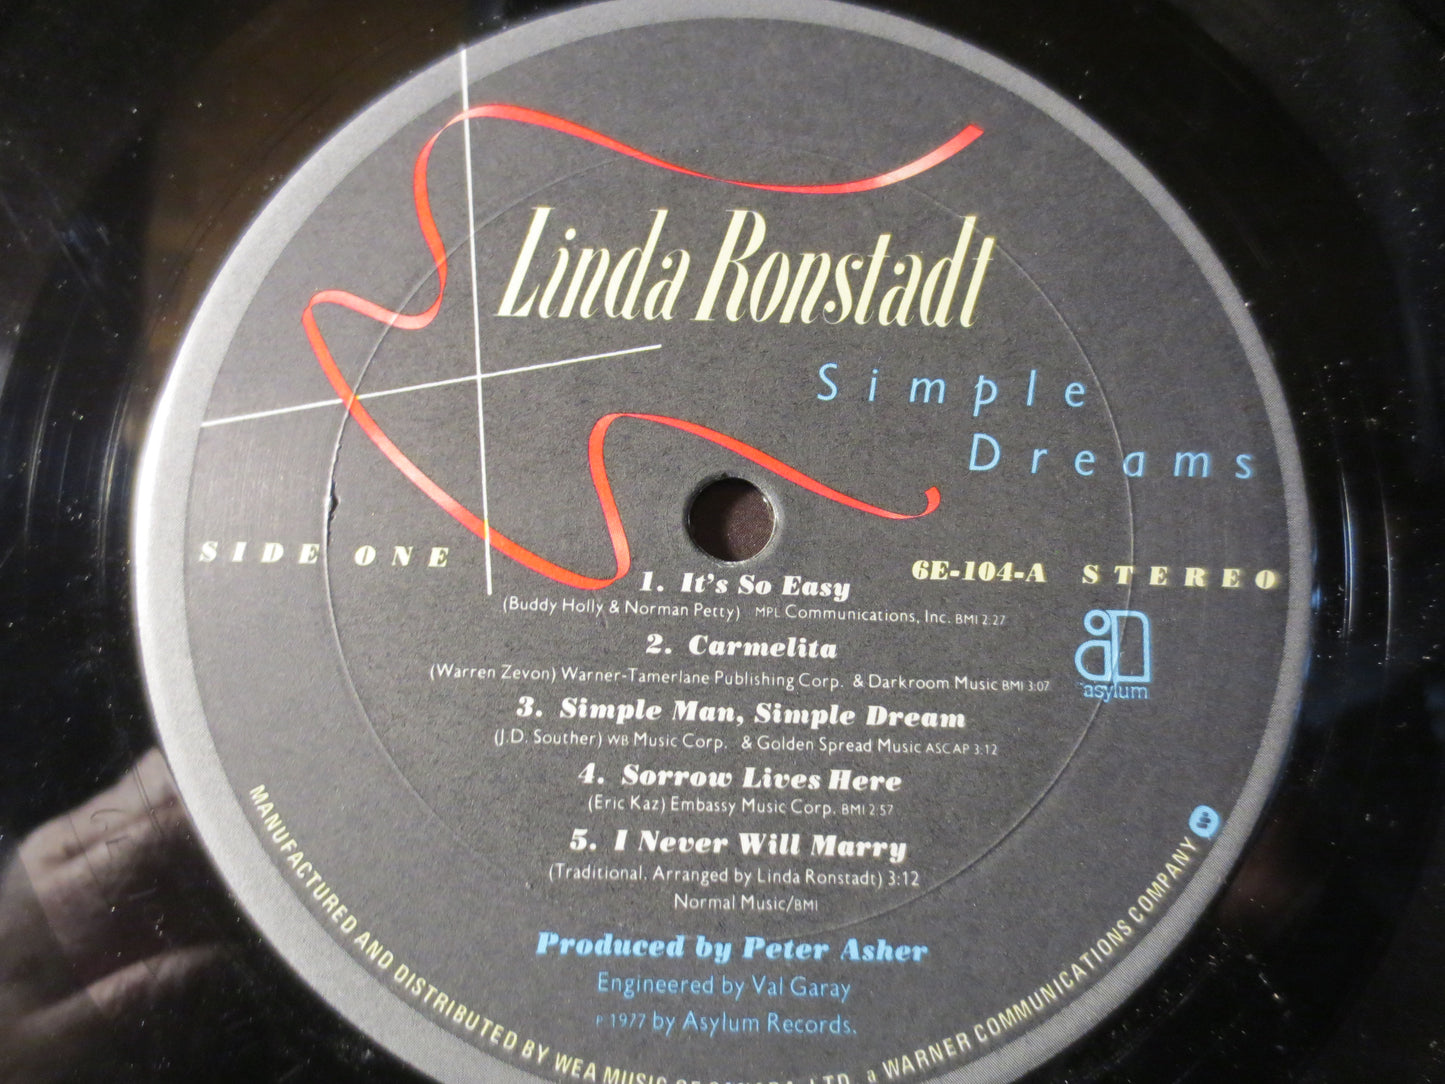 Linda Ronstadt
Simple
Dreams
SIDE ONE
6E-104-A STEREO
asylum
1. It's So Easy
(Buddy Holly & Norman Petty) MPL Communications, Inc. BMI 2:27
2. Carmelita
(Warren Zevon) Warner-Tamerlane Publishing Corp. & Darkroom Music BMI 3:07
3. Simple Man, Simple Dream
(J.D. Souther) WB Music Corp. & Golden Spread Music ASCAP 3:12
4. Sorrow Lives Here
(Eric Kaz) Embassy Music Corp. BMI 2:57
5. I Never Will Marry
(Traditional. Arranged by Linda Ronstadt) 3:12
Normal Music/BMI
Produced by Peter Asher
Engineered by Val Garay
P 1977 by Asylum Records.
MANUFACTURED AND DISTRIBUTED BY WEA MUSIC OF CANADA, LTD. a WARNER COMMUNICATIONS COMPANY